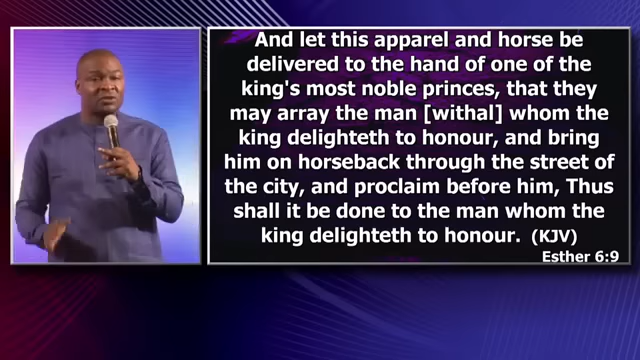 And let this apparel and horse be
delivered to the hand of one of the
king's most noble princes, that they
may array the man [withal] whom the
king delighteth to honour, and bring
him on horseback through the street of
the city, and proclaim before him, Thus
shall it be done to the man whom the
king delighteth to honour. (KJV)
Esther 6:9